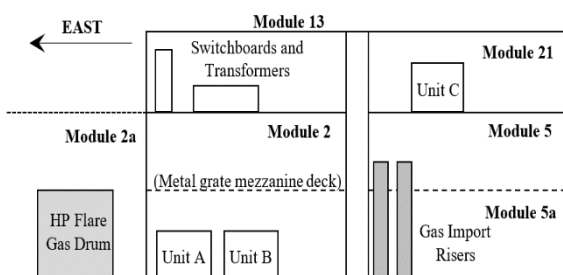 EAST
Module 13
Switchboards and
Transformers
Module 21
Unit C
Module 2a
Module 2
Module 5
(Metal grate mezzanine deck)
HP Flare
Gas Drum
Unit A
Unit B
Gas Import
Risers
Module 5a